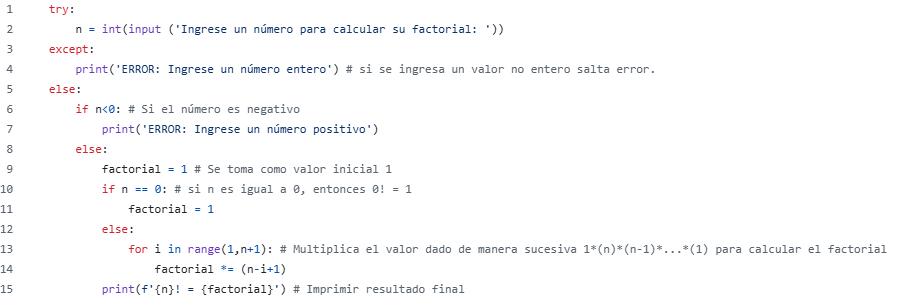 1 try:
2     n = int(input ('Ingrese un número para calcular su factorial: '))
3 except:
4     print('ERROR: Ingrese un número entero') # si se ingresa un valor no entero salta error.
5 else:
6     if n<0: # Si el número es negativo
7         print('ERROR: Ingrese un número positivo')
8     else:
9         factorial = 1 # Se toma como valor inicial 1
10         if n == 0: # si n es igual a 0, entonces 0! = 1
11             factorial = 1
12         else:
13             for i in range(1,n+1): # Multiplica el valor dado de manera sucesiva 1*(n)*(n-1)*...*(1) para calcular el factorial
14                 factorial *= (n-i+1)
15         print(f'{n}! = {factorial}') # Imprimir resultado final